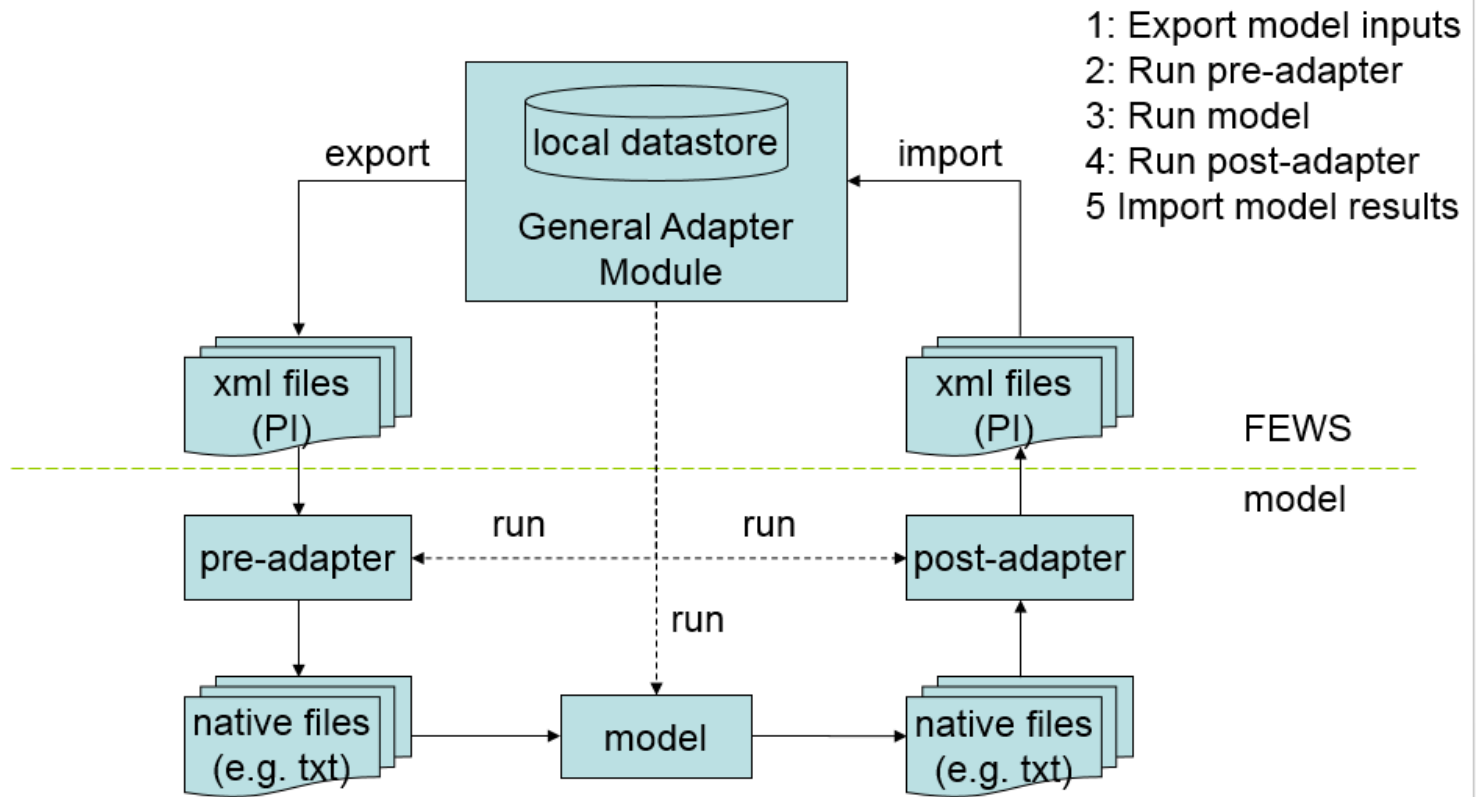 1: Export model inputs
2: Run pre-adapter
3: Run model
4: Run post-adapter
5 Import model results
local datastore
General Adapter
Module
export
import
xml files
(PI)
xml files
(PI)
FEWS
model
pre-adapter
run
run
post-adapter
run
native files
(e.g. txt)
model
native files
(e.g. txt)